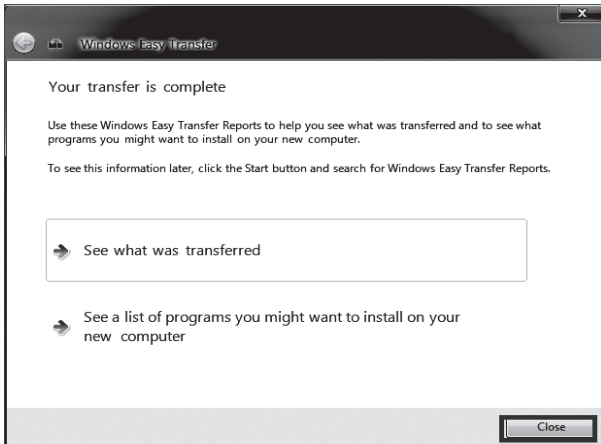 Windows Easy Transfer
Your transfer is complete
Use these Windows Easy Transfer Reports to help you see what was transferred and to see what
programs you might want to install on your new computer.
To see this information later, click the Start button and search for Windows Easy Transfer Reports.
See what was transferred
See a list of programs you might want to install on your
new computer
Close